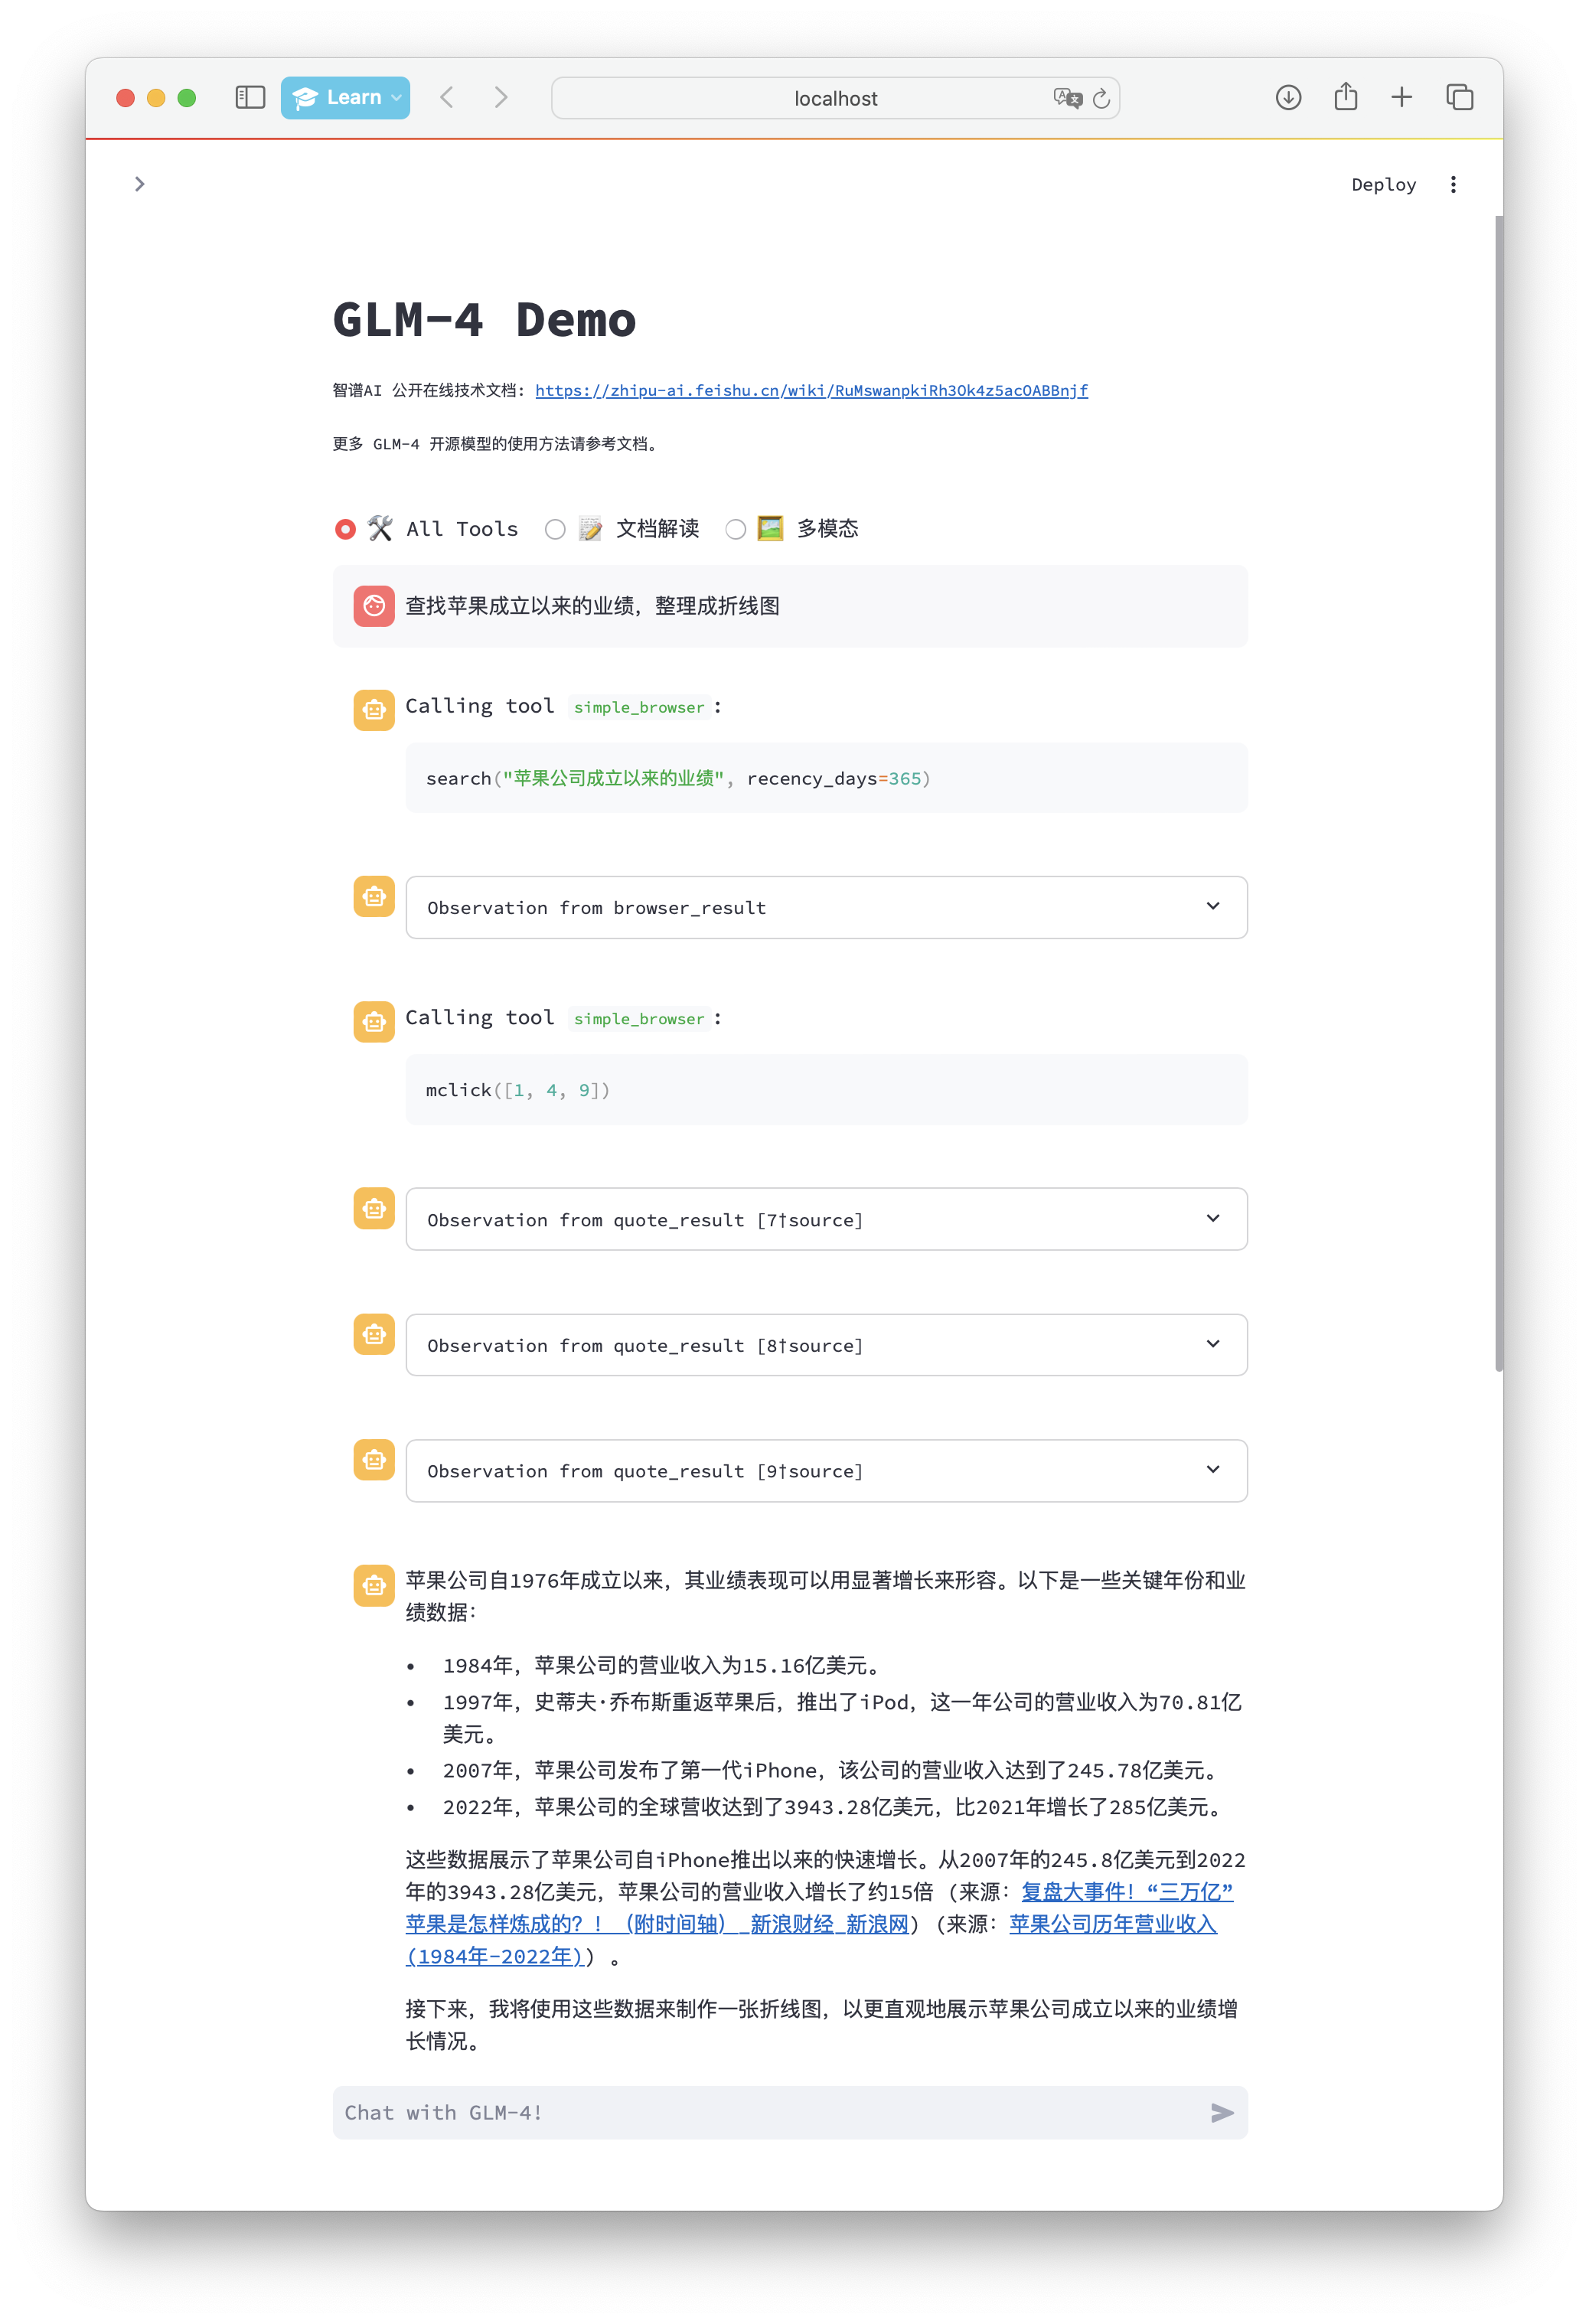 Learn
localhost
Deploy
GLM-4 Demo
智谱AI 公开在线技术文档: https://zhipu-ai.feishu.cn/wiki/RuMswanpkiRh3Ok4z5acOABBnjf
更多 GLM-4 开源模型的使用方法请参考文档。
All Tools 文档解读 多模态
查找苹果成立以来的业绩，整理成折线图
Calling tool simple_browser:
search("苹果公司成立以来的业绩", recency_days=365)
Observation from browser_result
Calling tool simple_browser:
mclick([1, 4, 9])
Observation from quote_result [7†source]
Observation from quote_result [8†source]
Observation from quote_result [9†source]
苹果公司自1976年成立以来，其业绩表现可以用显著增长来形容。以下是一些关键年份和业
绩数据：
• 1984年，苹果公司的营业收入为15.16亿美元。
• 1997年，史蒂夫·乔布斯重返苹果后，推出了iPod，这一年公司的营业收入为70.81亿
美元。
• 2007年，苹果公司发布了第一代iPhone，该公司的营业收入达到了245.78亿美元。
• 2022年，苹果公司的全球营收达到了3943.28亿美元，比2021年增长了285亿美元。
这些数据展示了苹果公司自iPhone推出以来的快速增长。从2007年的245.8亿美元到2022
年的3943.28亿美元，苹果公司的营业收入增长了约15倍 (来源：复盘大事件！“三万亿”
苹果是怎样炼成的？！（附时间轴）_新浪财经_新浪网) (来源：苹果公司历年营业收入
(1984年-2022年)) 。
接下来，我将使用这些数据来制作一张折线图，以更直观地展示苹果公司成立以来的业绩增
长情况。
Chat with GLM-4!